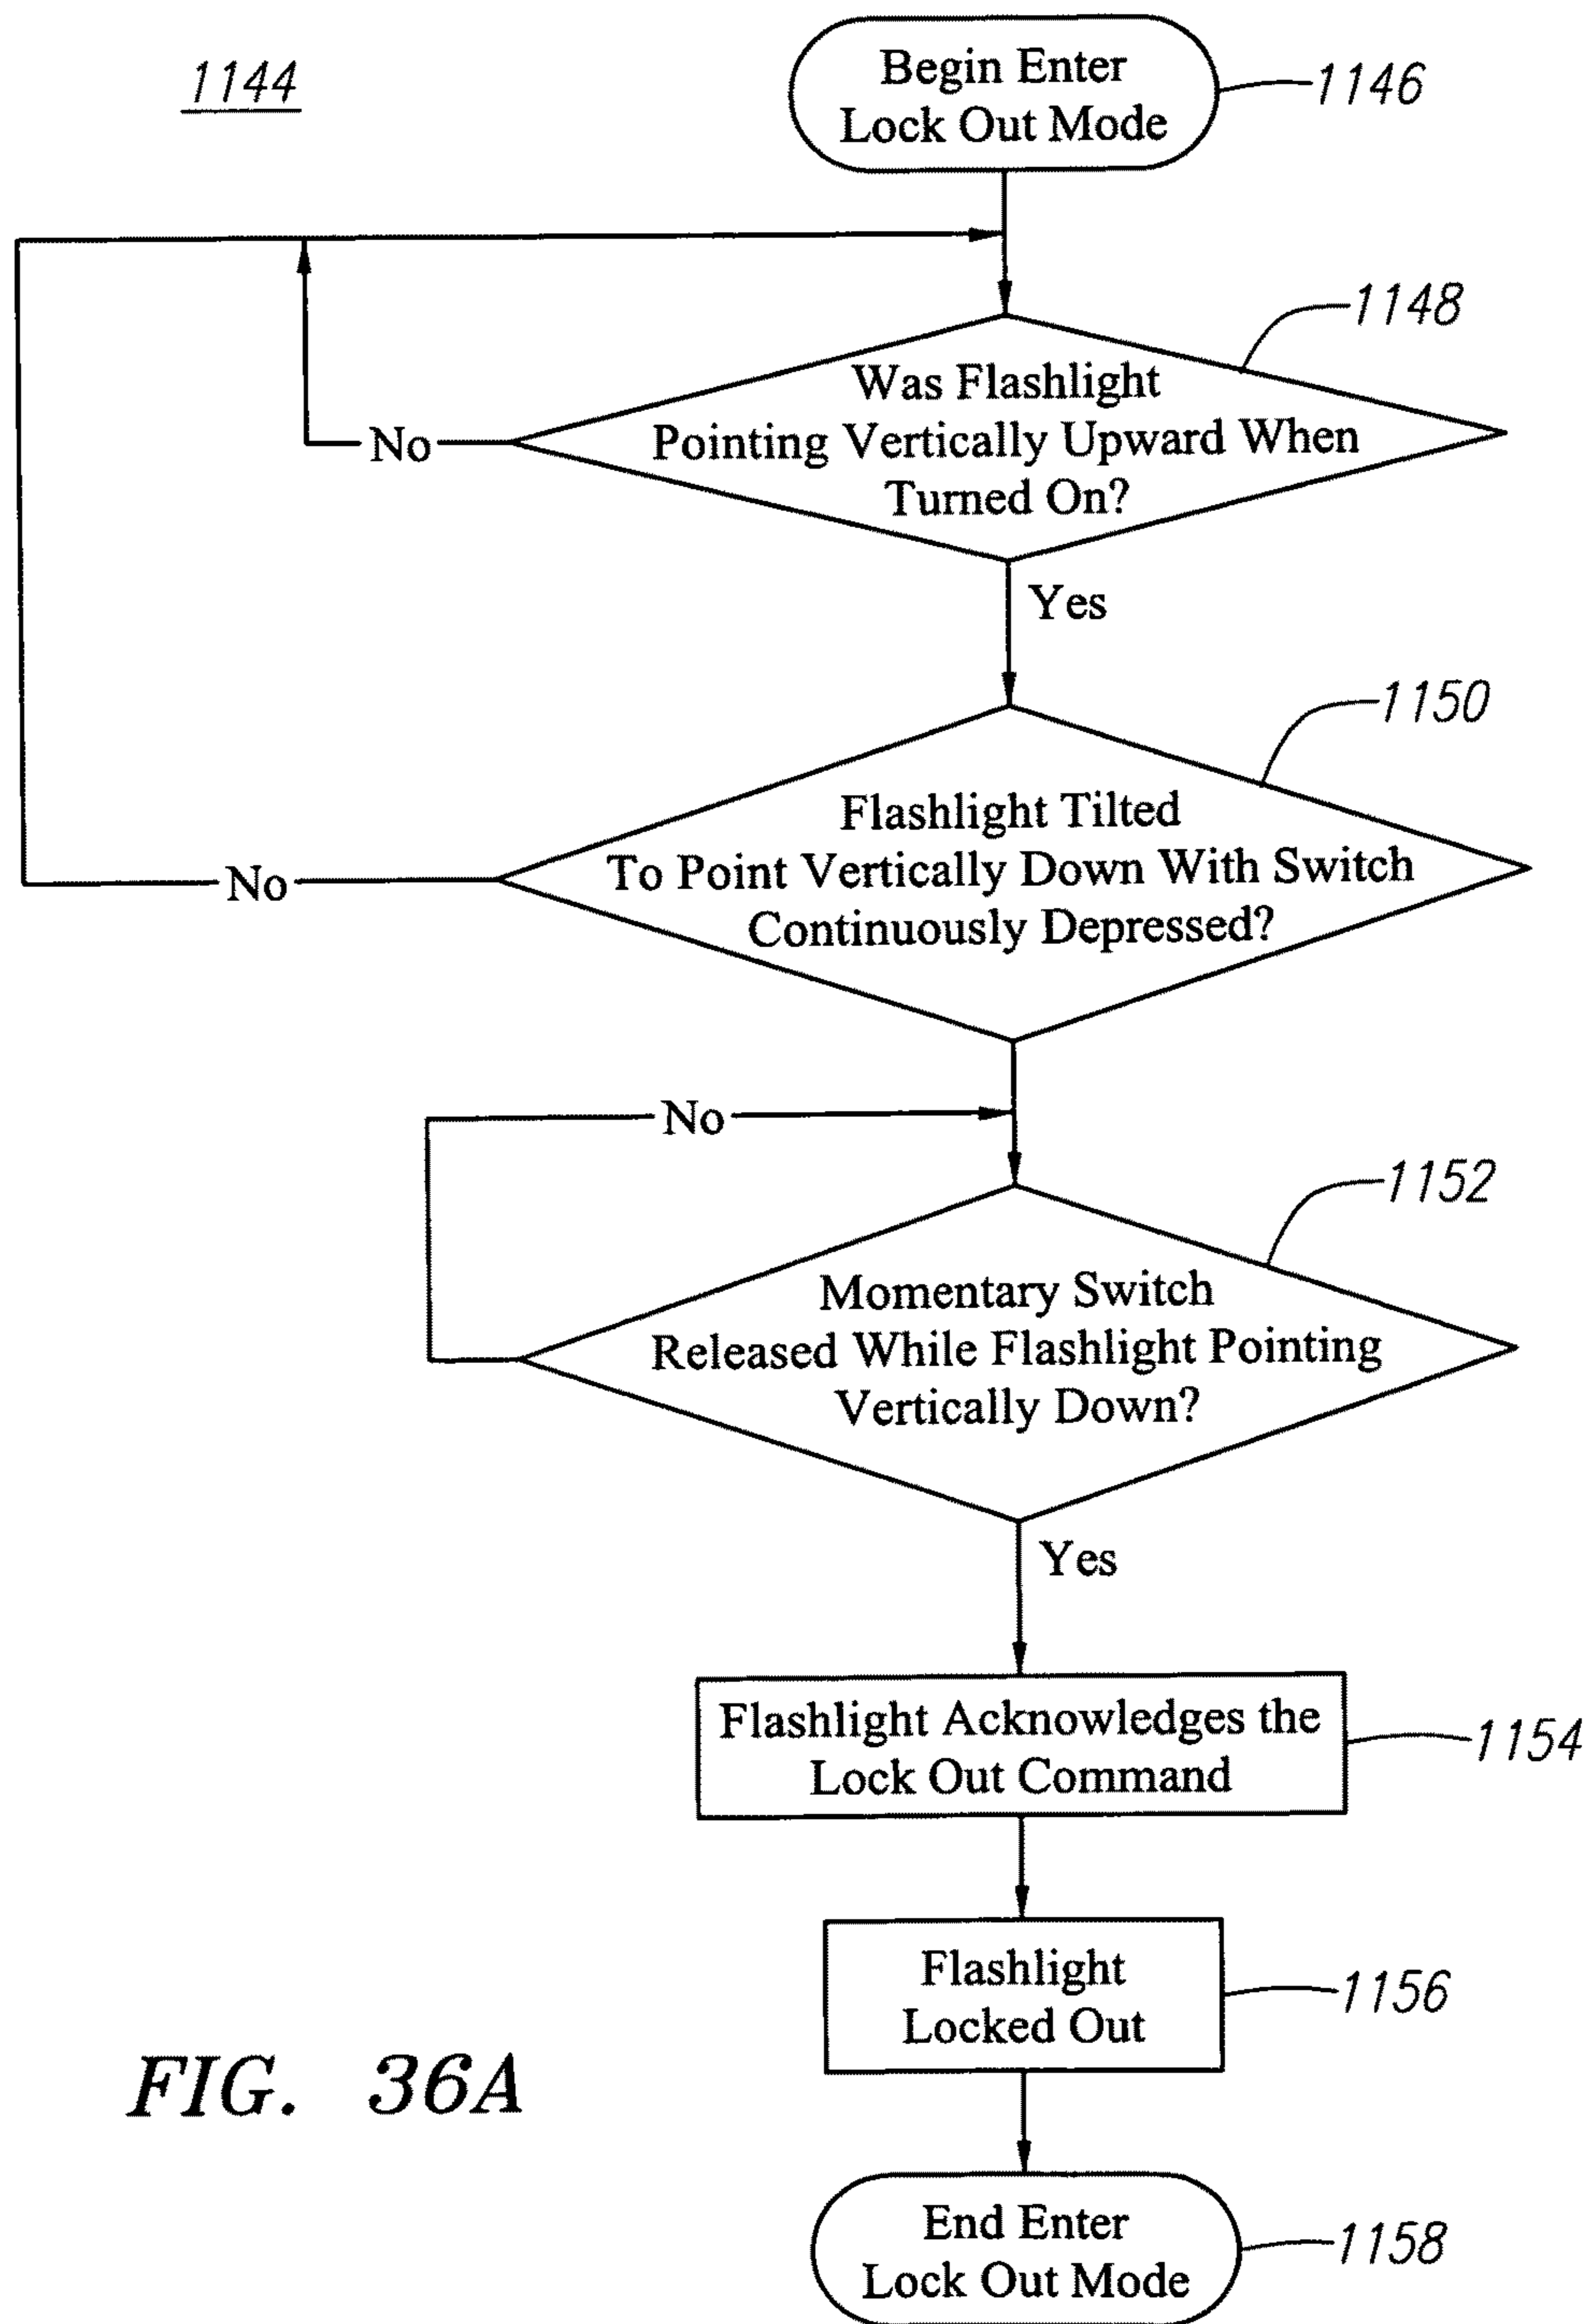 1144
Begin Enter
Lock Out Mode
1146
1148
Was Flashlight
Pointing Vertically Upward When
Turned On?
No
Yes
1150
Flashlight Tilted
To Point Vertically Down With Switch
Continuously Depressed?
No
No
1152
Momentary Switch
Released While Flashlight Pointing
Vertically Down?
Yes
Flashlight Acknowledges the
Lock Out Command
1154
Flashlight
Locked Out
1156
FIG. 36A
End Enter
Lock Out Mode
1158